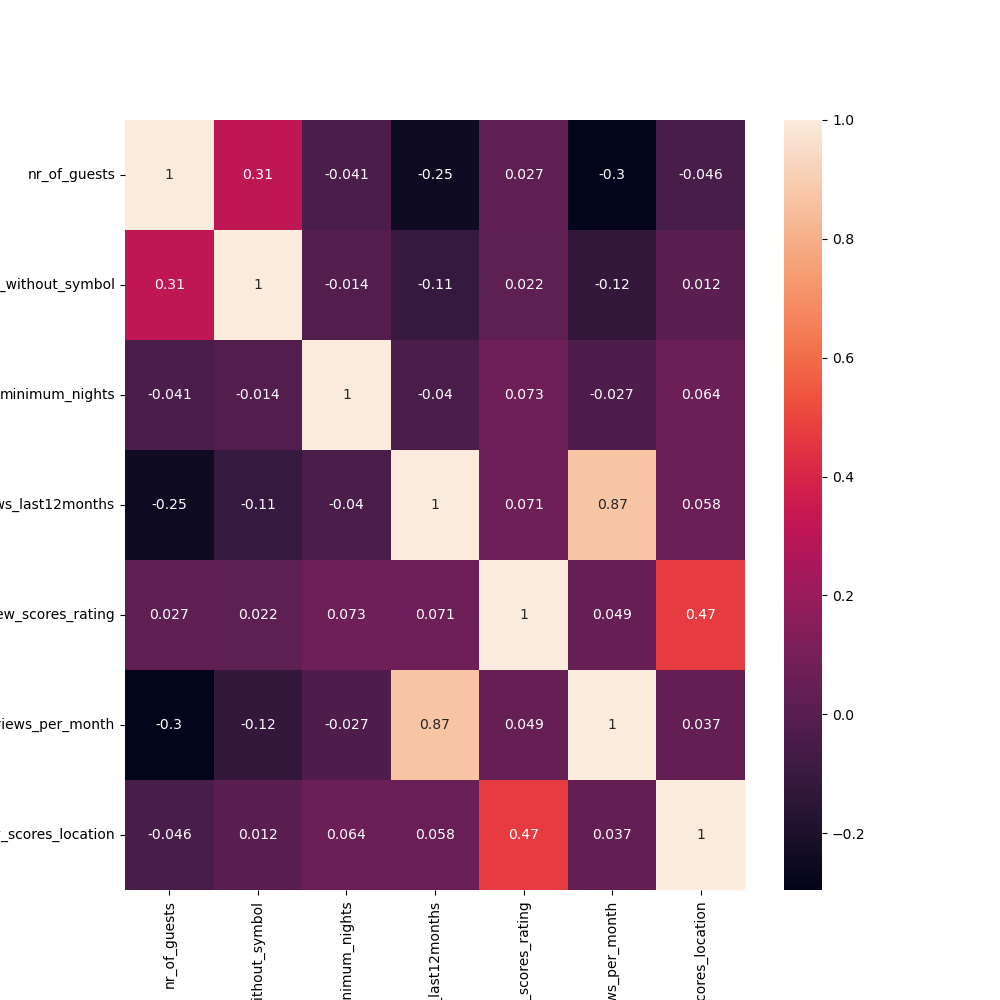 nr_of_guests 1 0.31 -0.041 -0.25 0.027 -0.3 -0.046
_without_symbol 0.31 1 -0.014 -0.11 0.022 -0.12 0.012
minimum_nights -0.041 -0.014 1 -0.04 0.073 -0.027 0.064
ws_last12months -0.25 -0.11 -0.04 1 0.071 0.87 0.058
ew_scores_rating 0.027 0.022 0.073 0.071 1 0.049 0.47
iews_per_month -0.3 -0.12 -0.027 0.87 0.049 1 0.037
_scores_location -0.046 0.012 0.064 0.058 0.47 0.037 1
nr_of_guests
ithout_symbol
nimum_nights
_last12months
_scores_rating
ws_per_month
cores_location
1.0
0.8
0.6
0.4
0.2
0.0
−0.2